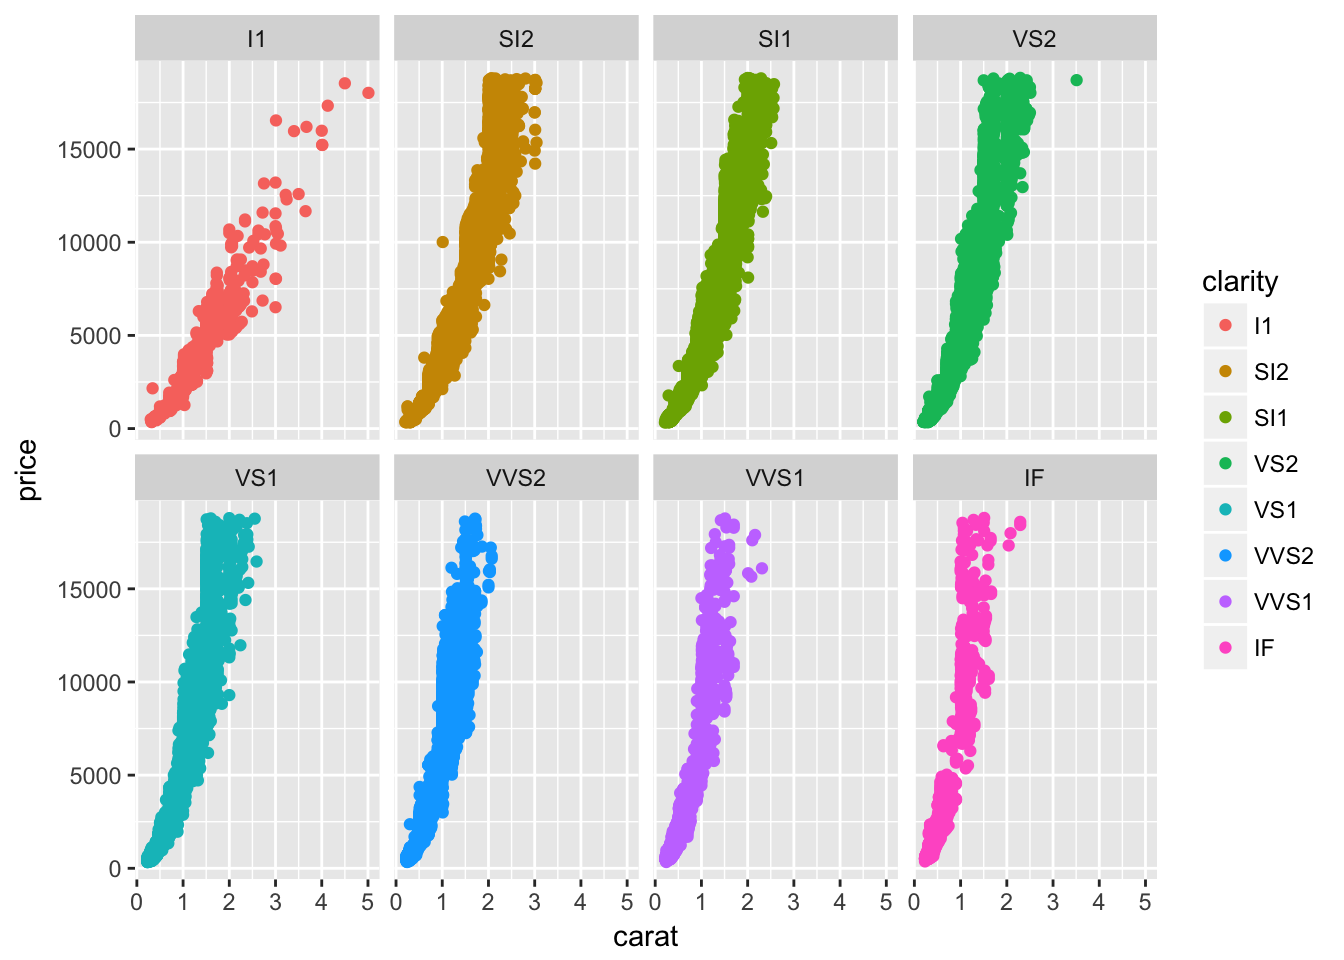 I1 SI2 SI1 VS2
15000
10000
5000
0
VS1 VVS2 VVS1 IF
15000
10000
5000
0
0 1 2 3 4 5 0 1 2 3 4 5 0 1 2 3 4 5 0 1 2 3 4 5
carat
price
clarity
I1
SI2
SI1
VS2
VS1
VVS2
VVS1
IF